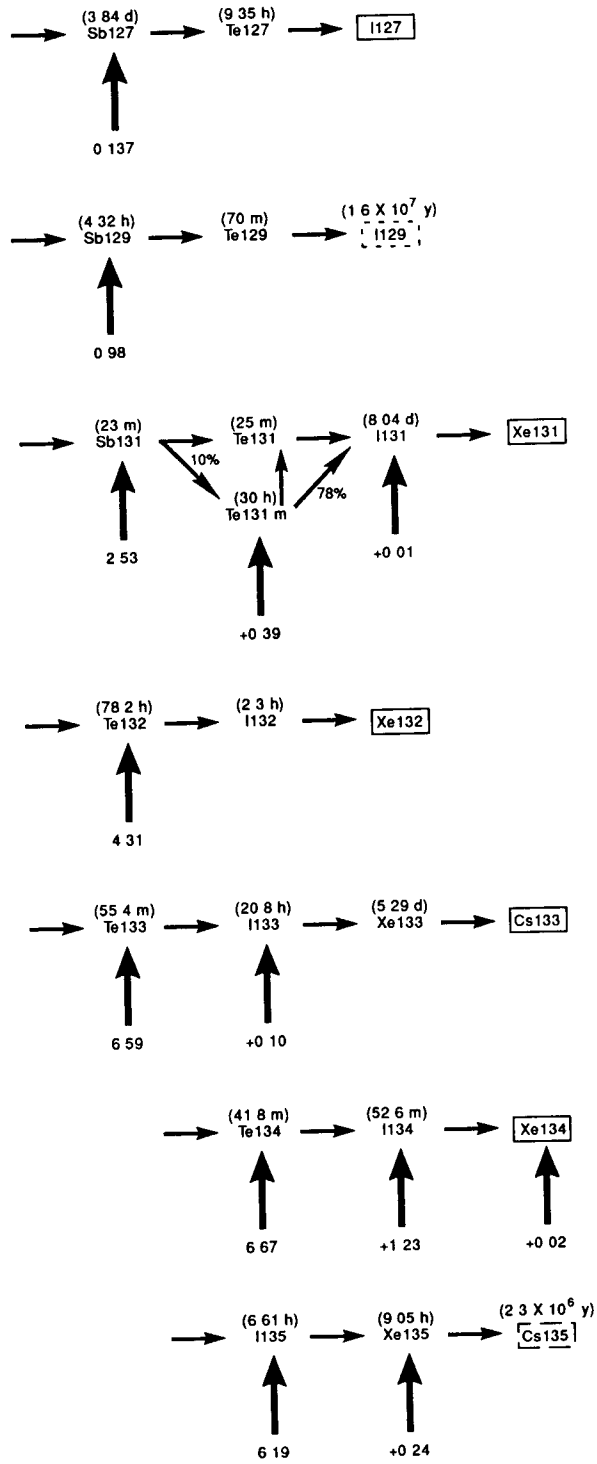 (3 84 d) (9 35 h)
Sb127 Te127 I127
0 137
(4 32 h) (70 m) (1 6 X 10⁷ y)
Sb129 Te129 I129
0 98
(23 m) (25 m) (8 04 d)
Sb131 Te131 I131 Xe131
10%
(30 h) 78%
Te131 m
2 53 +0 01
+0 39
(78 2 h) (2 3 h)
Te132 I132 Xe132
4 31
(55 4 m) (20 8 h) (5 29 d)
Te133 I133 Xe133 Cs133
6 59 +0 10
(41 8 m) (52 6 m)
Te134 I134 Xe134
6 67 +1 23 +0 02
(6 61 h) (9 05 h) (2 3 X 10⁶ y)
I135 Xe135 Cs135
6 19 +0 24